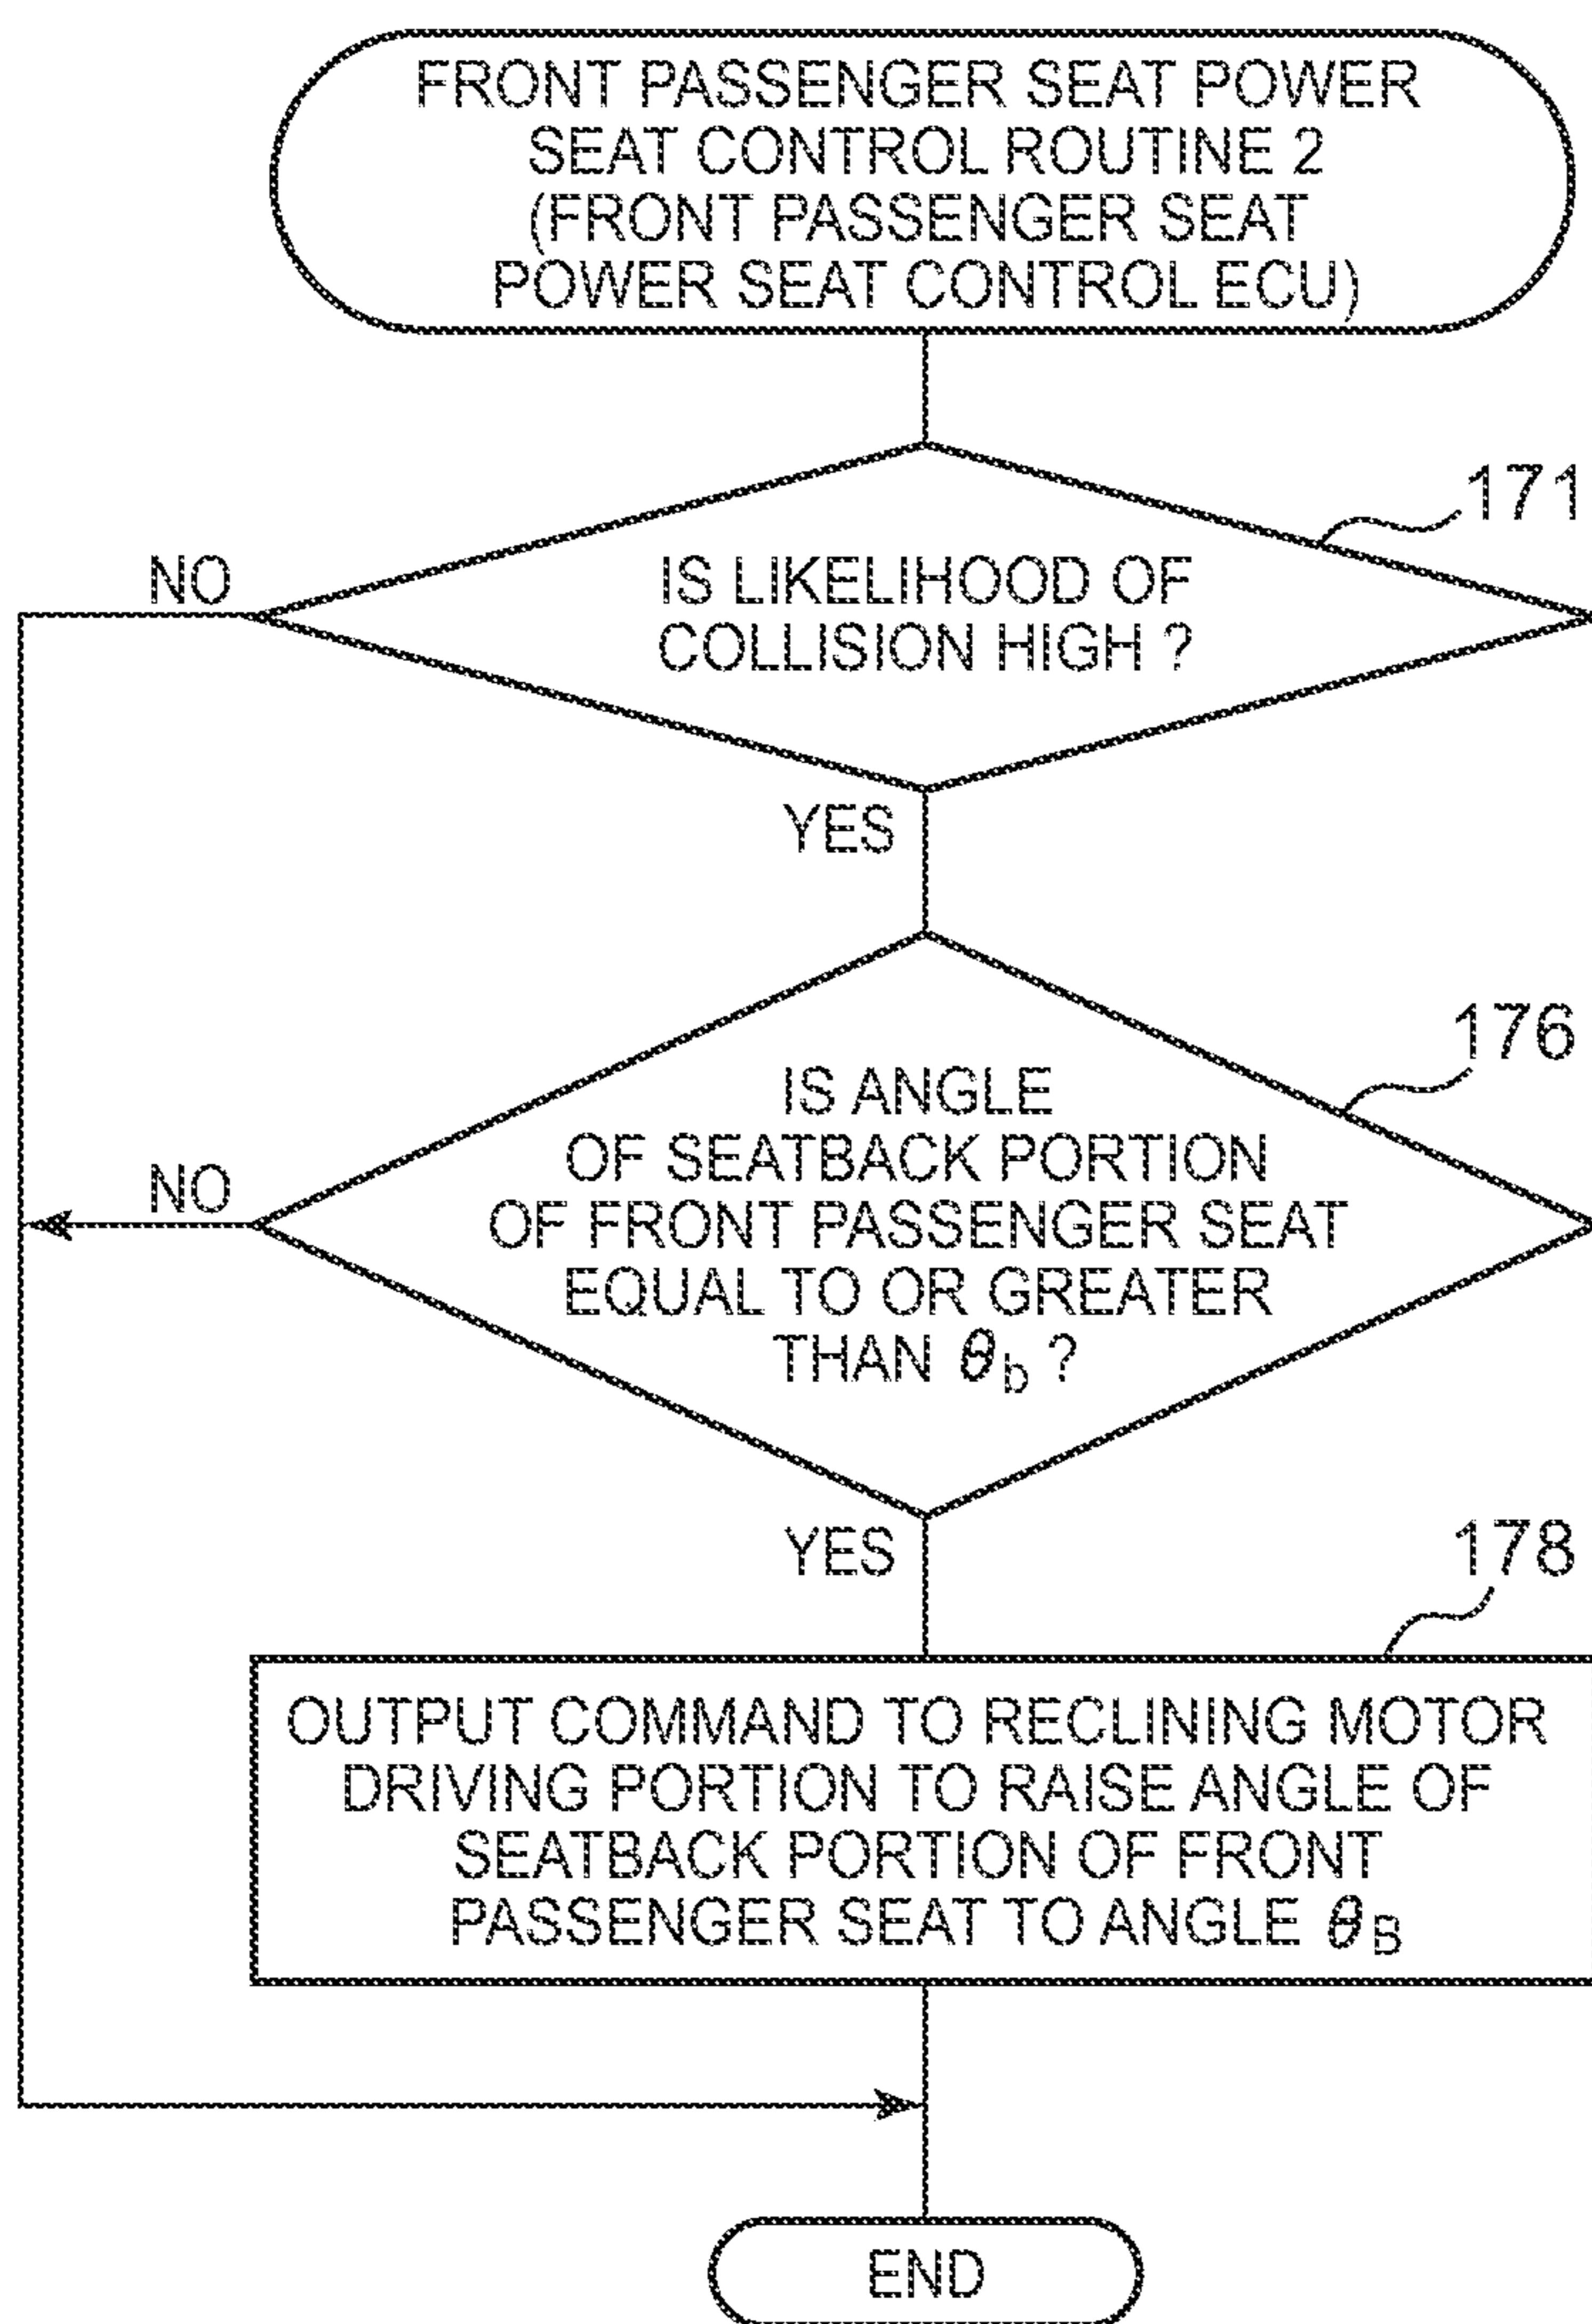 FRONT PASSENGER SEAT POWER
SEAT CONTROL ROUTINE 2
(FRONT PASSENGER SEAT
POWER SEAT CONTROL ECU)
171
NO
IS LIKELIHOOD OF
COLLISION HIGH ?
YES
176
IS ANGLE
OF SEATBACK PORTION
NO
OF FRONT PASSENGER SEAT
EQUAL TO OR GREATER
THAN θb ?
YES
178
OUTPUT COMMAND TO RECLINING MOTOR
DRIVING PORTION TO RAISE ANGLE OF
SEATBACK PORTION OF FRONT
PASSENGER SEAT TO ANGLE θB
END